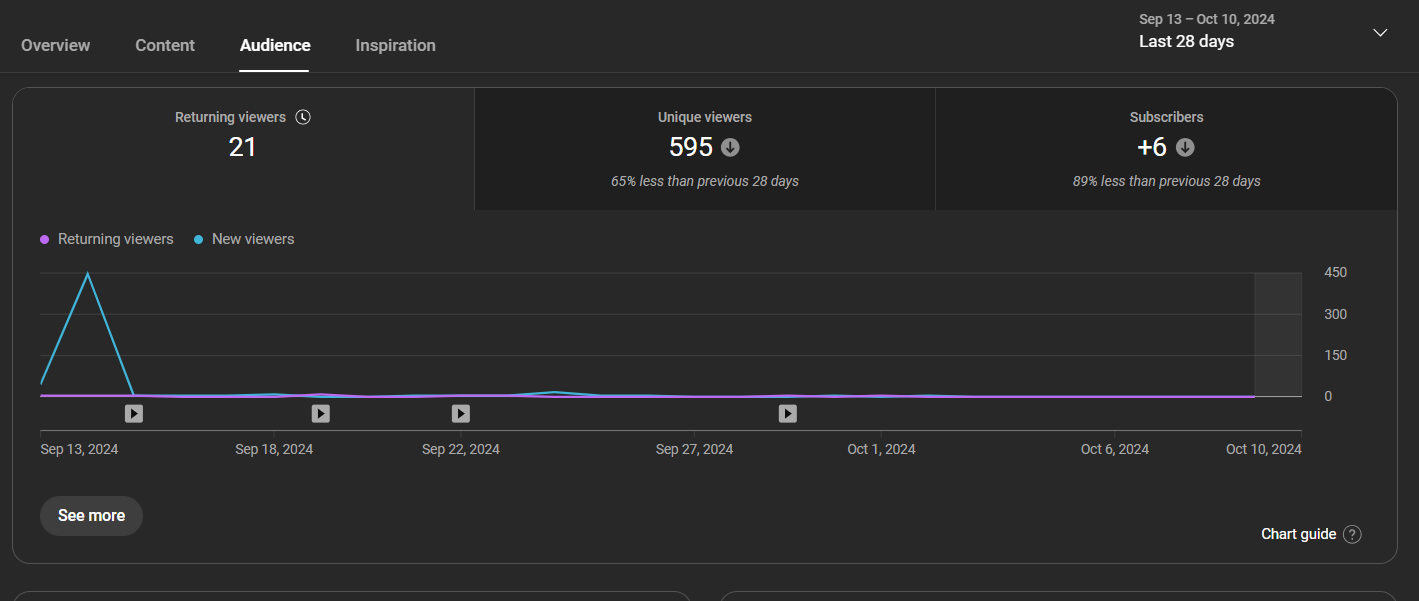 Overview Content Audience Inspiration
Sep 13 – Oct 10, 2024
Last 28 days
Returning viewers
21
Unique viewers
595
65% less than previous 28 days
Subscribers
+6
89% less than previous 28 days
Returning viewers New viewers
450
300
150
0
Sep 13, 2024 Sep 18, 2024 Sep 22, 2024 Sep 27, 2024 Oct 1, 2024 Oct 6, 2024 Oct 10, 2024
See more
Chart guide ?